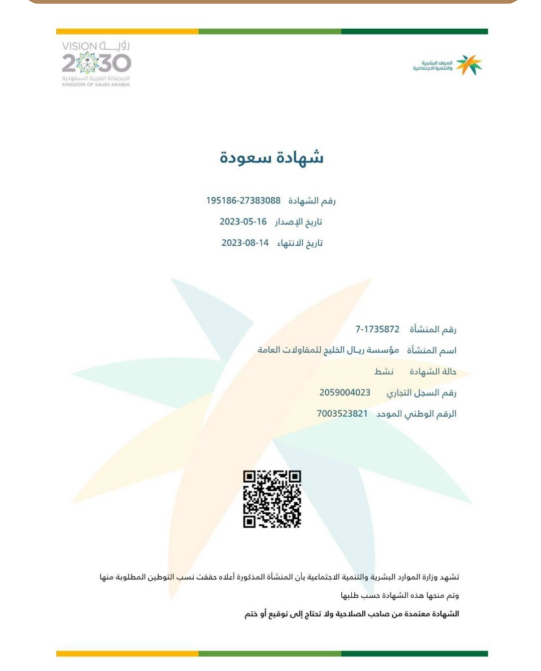 رؤيـــة VISION
2030
المملكة العربية السعودية
KINGDOM OF SAUDI ARABIA
الموارد البشرية
والتنمية الاجتماعية
شهادة سعودة
رقم الشهادة 195186-27383088
تاريخ الإصدار 2023-05-16
تاريخ الانتهاء 2023-08-14
رقم المنشأة 7-1735872
اسم المنشأة مؤسسة ريـال الخليج للمقاولات العامة
حالة الشهادة نشط
رقم السجل التجاري 2059004023
الرقم الوطني الموحد 7003523821
تشهد وزارة الموارد البشرية والتنمية الاجتماعية بأن المنشأة المذكورة أعلاه حققت نسب التوطين المطلوبة منها
وتم منحها هذه الشهادة حسب طلبها
الشهادة معتمدة من صاحب الصلاحية ولا تحتاج إلى توقيع أو ختم